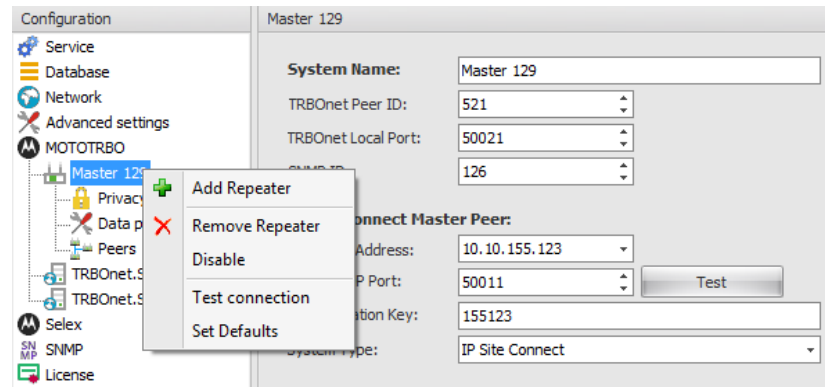 Configuration
Service
Database
Network
Advanced settings
MOTOTRBO
Master 129
Privacy
Data p
Peers
TRBOnet.S
TRBOnet.S
Selex
SNMP
License
Add Repeater
Remove Repeater
Disable
Test connection
Set Defaults
Master 129
System Name: Master 129
TRBOnet Peer ID: 521
TRBOnet Local Port: 50021
SNMP ID: 126
onnect Master Peer:
Address: 10.10.155.123
P Port: 50011 Test
ation Key: 155123
System Type: IP Site Connect